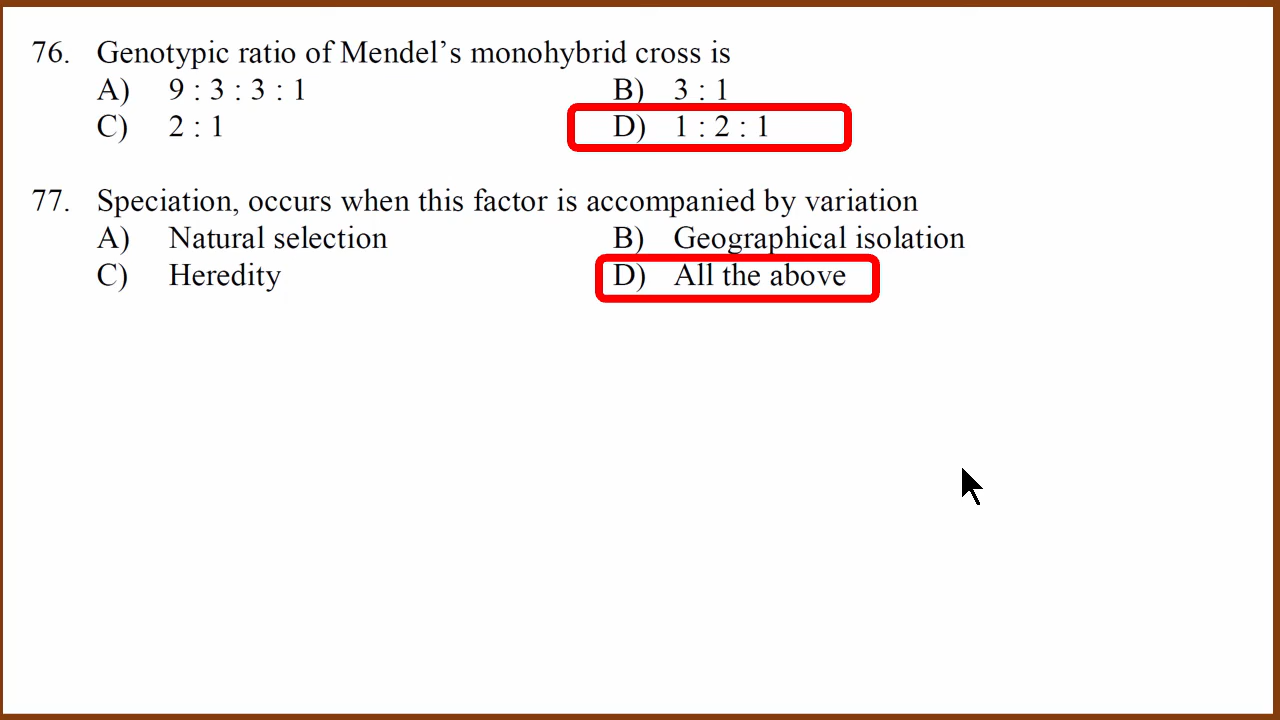 76. Genotypic ratio of Mendel’s monohybrid cross is
A) 9 : 3 : 3 : 1 B) 3 : 1
C) 2 : 1 D) 1 : 2 : 1
77. Speciation, occurs when this factor is accompanied by variation
A) Natural selection B) Geographical isolation
C) Heredity D) All the above